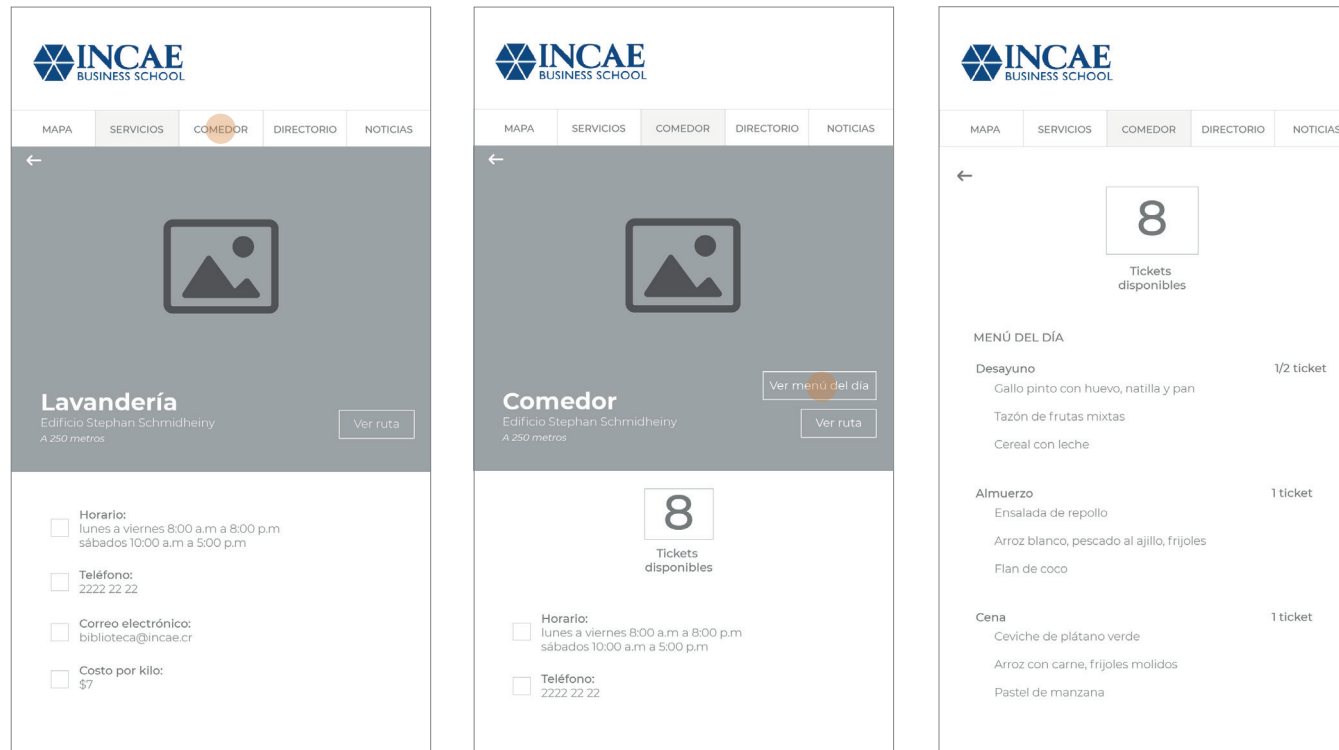 INCAE
BUSINESS SCHOOL
MAPA
SERVICIOS
COMEDOR
DIRECTORIO
NOTICIAS
Lavandería
Edificio Stephan Schmidheiny
A 250 metros
Ver ruta
Horario:
lunes a viernes 8:00 a.m a 8:00 p.m
sábados 10:00 a.m a 5:00 p.m
Teléfono:
2222 22 22
Correo electrónico:
biblioteca@incae.cr
Costo por kilo:
$7
INCAE
BUSINESS SCHOOL
MAPA
SERVICIOS
COMEDOR
DIRECTORIO
NOTICIAS
Ver menú del día
Comedor
Edificio Stephan Schmidheiny
A 250 metros
Ver ruta
8
Tickets
disponibles
Horario:
lunes a viernes 8:00 a.m a 8:00 p.m
sábados 10:00 a.m a 5:00 p.m
Teléfono:
2222 22 22
INCAE
BUSINESS SCHOOL
MAPA
SERVICIOS
COMEDOR
DIRECTORIO
NOTICIAS
8
Tickets
disponibles
MENÚ DEL DÍA
Desayuno 1/2 ticket
Gallo pinto con huevo, natilla y pan
Tazón de frutas mixtas
Cereal con leche
Almuerzo 1 ticket
Ensalada de repollo
Arroz blanco, pescado al ajillo, frijoles
Flan de coco
Cena 1 ticket
Ceviche de plátano verde
Arroz con carne, frijoles molidos
Pastel de manzana